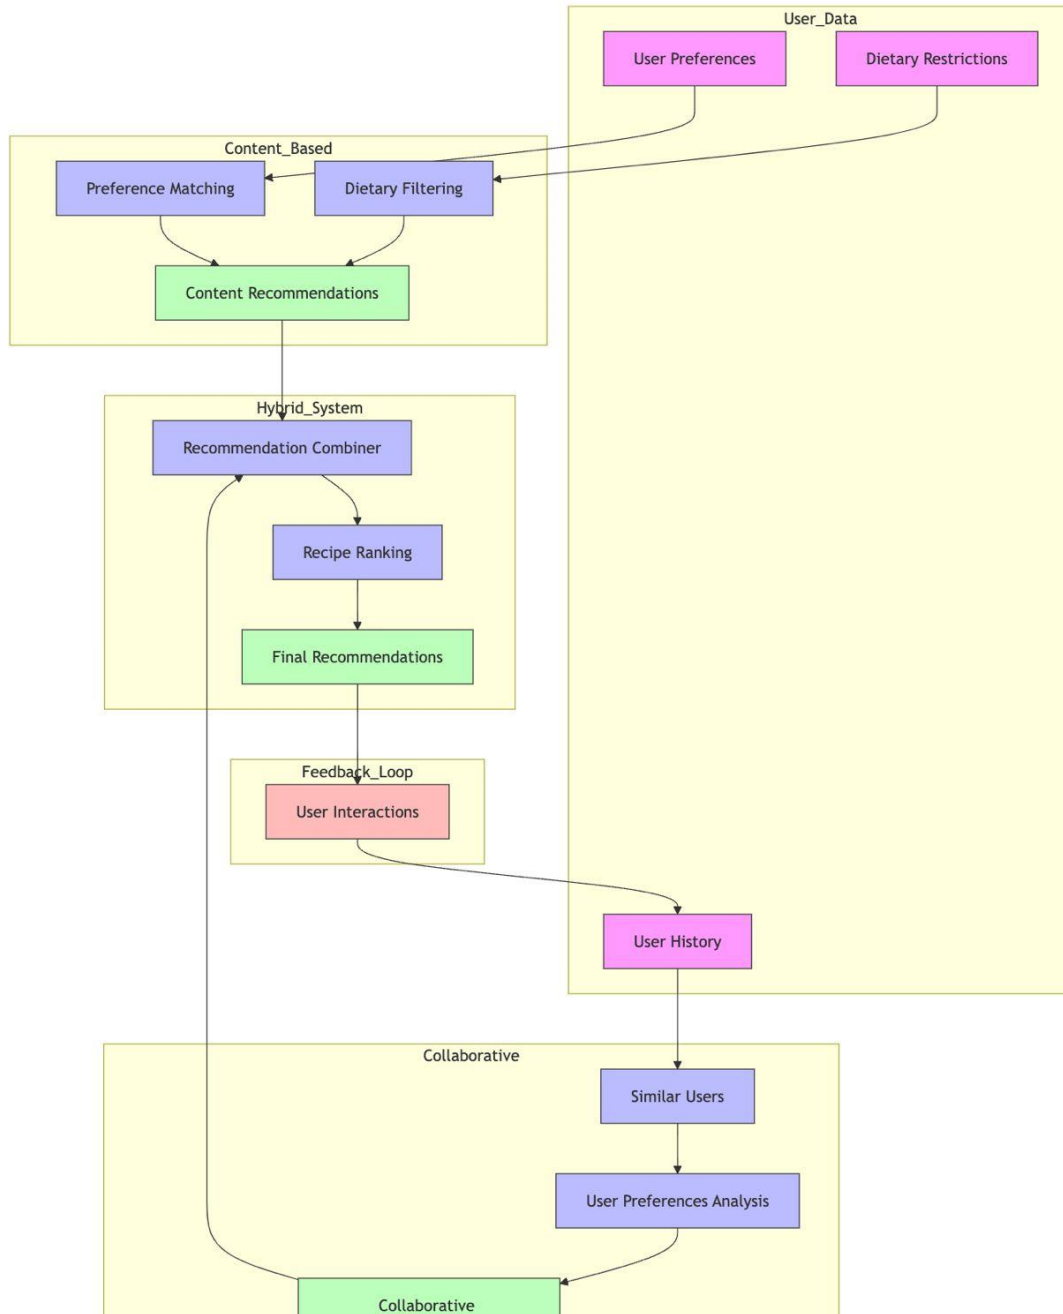 User_Data
User Preferences
Dietary Restrictions
Content_Based
Preference Matching
Dietary Filtering
Content Recommendations
Hybrid_System
Recommendation Combiner
Recipe Ranking
Final Recommendations
Feedback_Loop
User Interactions
User History
Collaborative
Similar Users
User Preferences Analysis
Collaborative